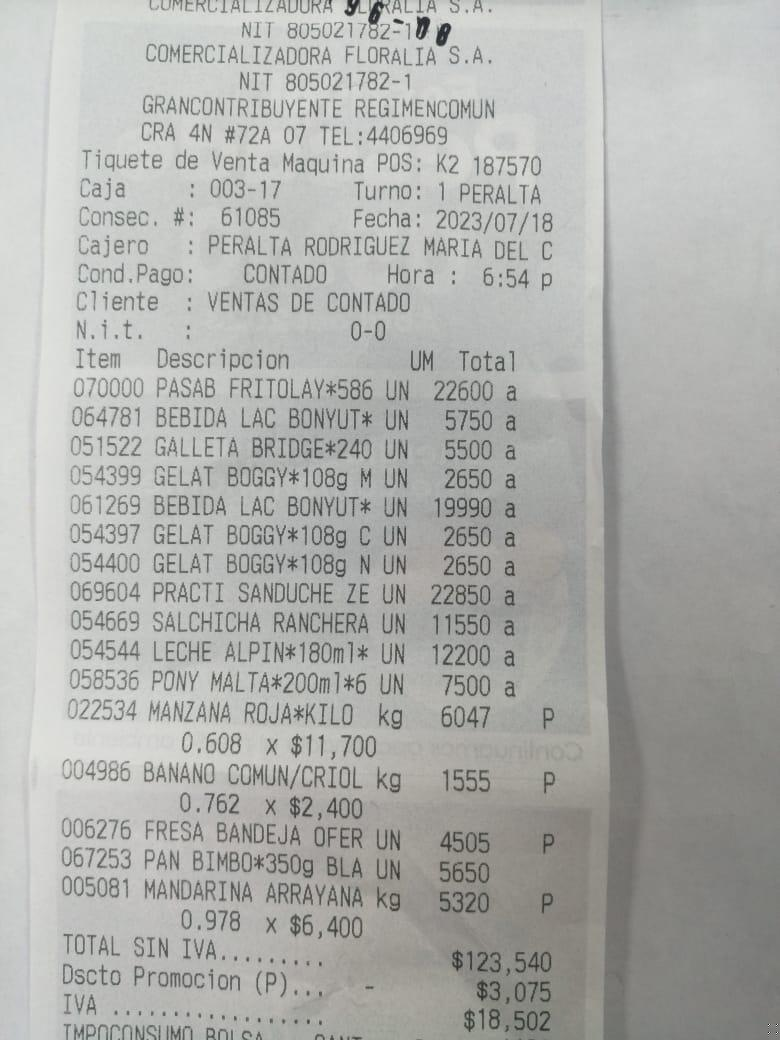 COMERCIALIZADORA FLORALIA S.A.
NIT 805021782-1
COMERCIALIZADORA FLORALIA S.A.
NIT 805021782-1
GRANCONTRIBUYENTE REGIMENCOMUN
CRA 4N #72A 07 TEL:4406969
Tiquete de Venta Maquina POS: K2 187570
Caja : 003-17 Turno: 1 PERALTA
Consec. #: 61085 Fecha: 2023/07/18
Cajero : PERALTA RODRIGUEZ MARIA DEL C
Cond.Pago: CONTADO Hora : 6:54 p
Cliente : VENTAS DE CONTADO
N.i.t. : 0-0
Item Descripcion UM Total
070000 PASAB FRITOLAY*586 UN 22600 a
064781 BEBIDA LAC BONYUT* UN 5750 a
051522 GALLETA BRIDGE*240 UN 5500 a
054399 GELAT BOGGY*108g M UN 2650 a
061269 BEBIDA LAC BONYUT* UN 19990 a
054397 GELAT BOGGY*108g C UN 2650 a
054400 GELAT BOGGY*108g N UN 2650 a
069604 PRACTI SANDUCHE ZE UN 22850 a
054669 SALCHICHA RANCHERA UN 11550 a
054544 LECHE ALPIN*180ml* UN 12200 a
058536 PONY MALTA*200ml*6 UN 7500 a
022534 MANZANA ROJA*KILO kg 6047 P
0.608 x $11,700
004986 BANANO COMUN/CRIOL kg 1555 P
0.762 x $2,400
006276 FRESA BANDEJA OFER UN 4505 P
067253 PAN BIMBO*350g BLA UN 5650
005081 MANDARINA ARRAYANA kg 5320 P
0.978 x $6,400
TOTAL SIN IVA......... $123,540
Dscto Promocion (P)... - $3,075
IVA .................. $18,502
IMPOCONSUMO BOLSA